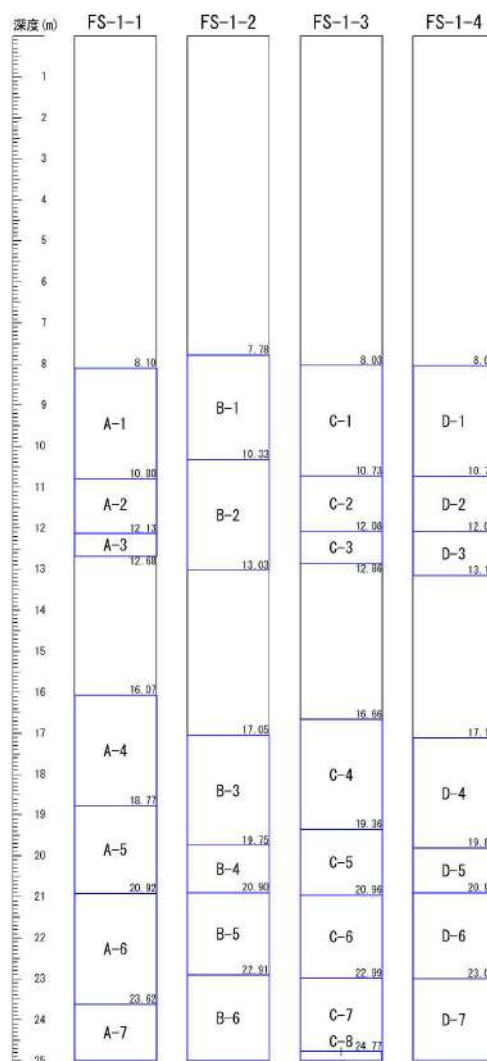 深度(m) FS-1-1 FS-1-2 FS-1-3 FS-1-4
1
2
3
4
5
6
7
7.78
8 8.10 8.03
9
A-1 B-1 C-1 D-1
10
10.33
10.80 10.73
11
A-2 B-2 C-2 D-2
12 12.13 12.08
A-3 C-3 D-3
12.68 12.86
13 13.03
14
15
16 16.07
16.66
17 17.05
18 A-4 B-3 C-4 D-4
18.77
19 19.36
19.75
20 A-5 B-4 C-5 D-5
20.92 20.90 20.96
21
22 A-6 B-5 C-6 D-6
22.91 22.99
23
23.62
24 A-7 B-6 C-7 D-7
C-8 24.77
25